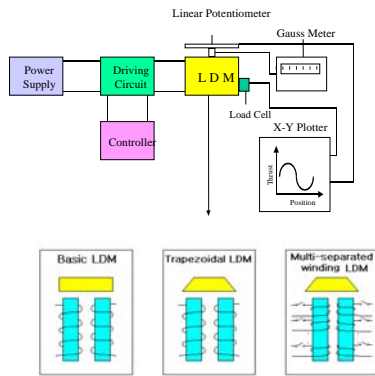 Linear Potentiometer
Gauss Meter
Power
Supply
Driving
Circuit
L D M
Load Cell
Controller
X-Y Plotter
Thrust
Position
Basic LDM
Trapezoidal LDM
Multi-separated
winding LDM